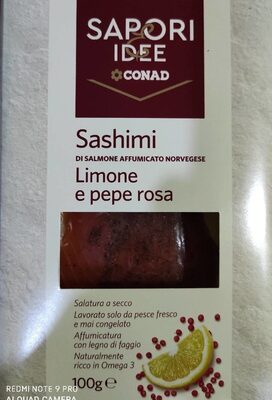 SAPORI
&
IDEE
CONAD
Sashimi
DI SALMONE AFFUMICATO NORVEGESE
Limone
e pepe rosa
Salatura a secco
Lavorato solo da pesce fresco
e mai congelato
Affumicatura
con legno di faggio
Naturalmente
ricco in Omega 3
100g e
REDMI NOTE 9 PRO
AI QUAD CAMERA